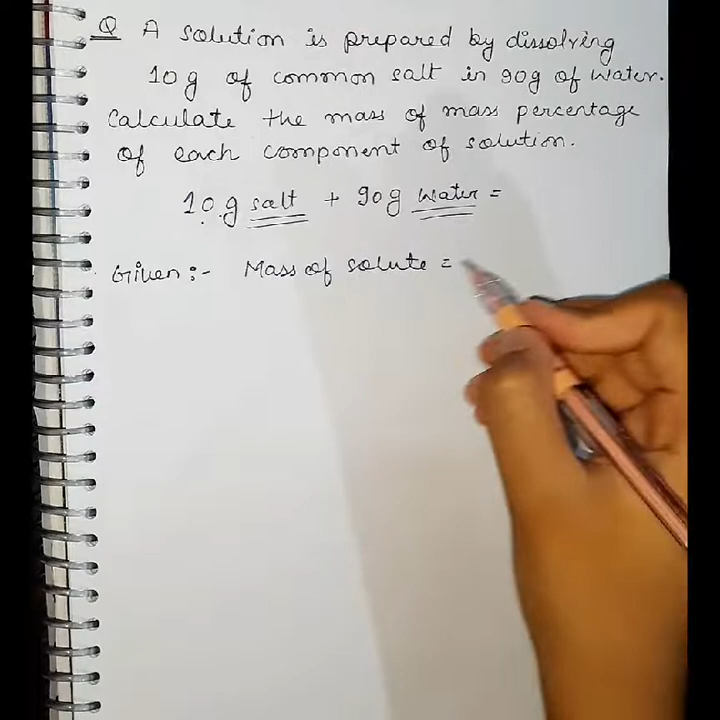 Q A solution is prepared by dissolving
10g of common salt in 90g of water.
Calculate the mass of mass percentage
of each component of solution.
10.g salt + 90g water =
Given :- Mass of solute =